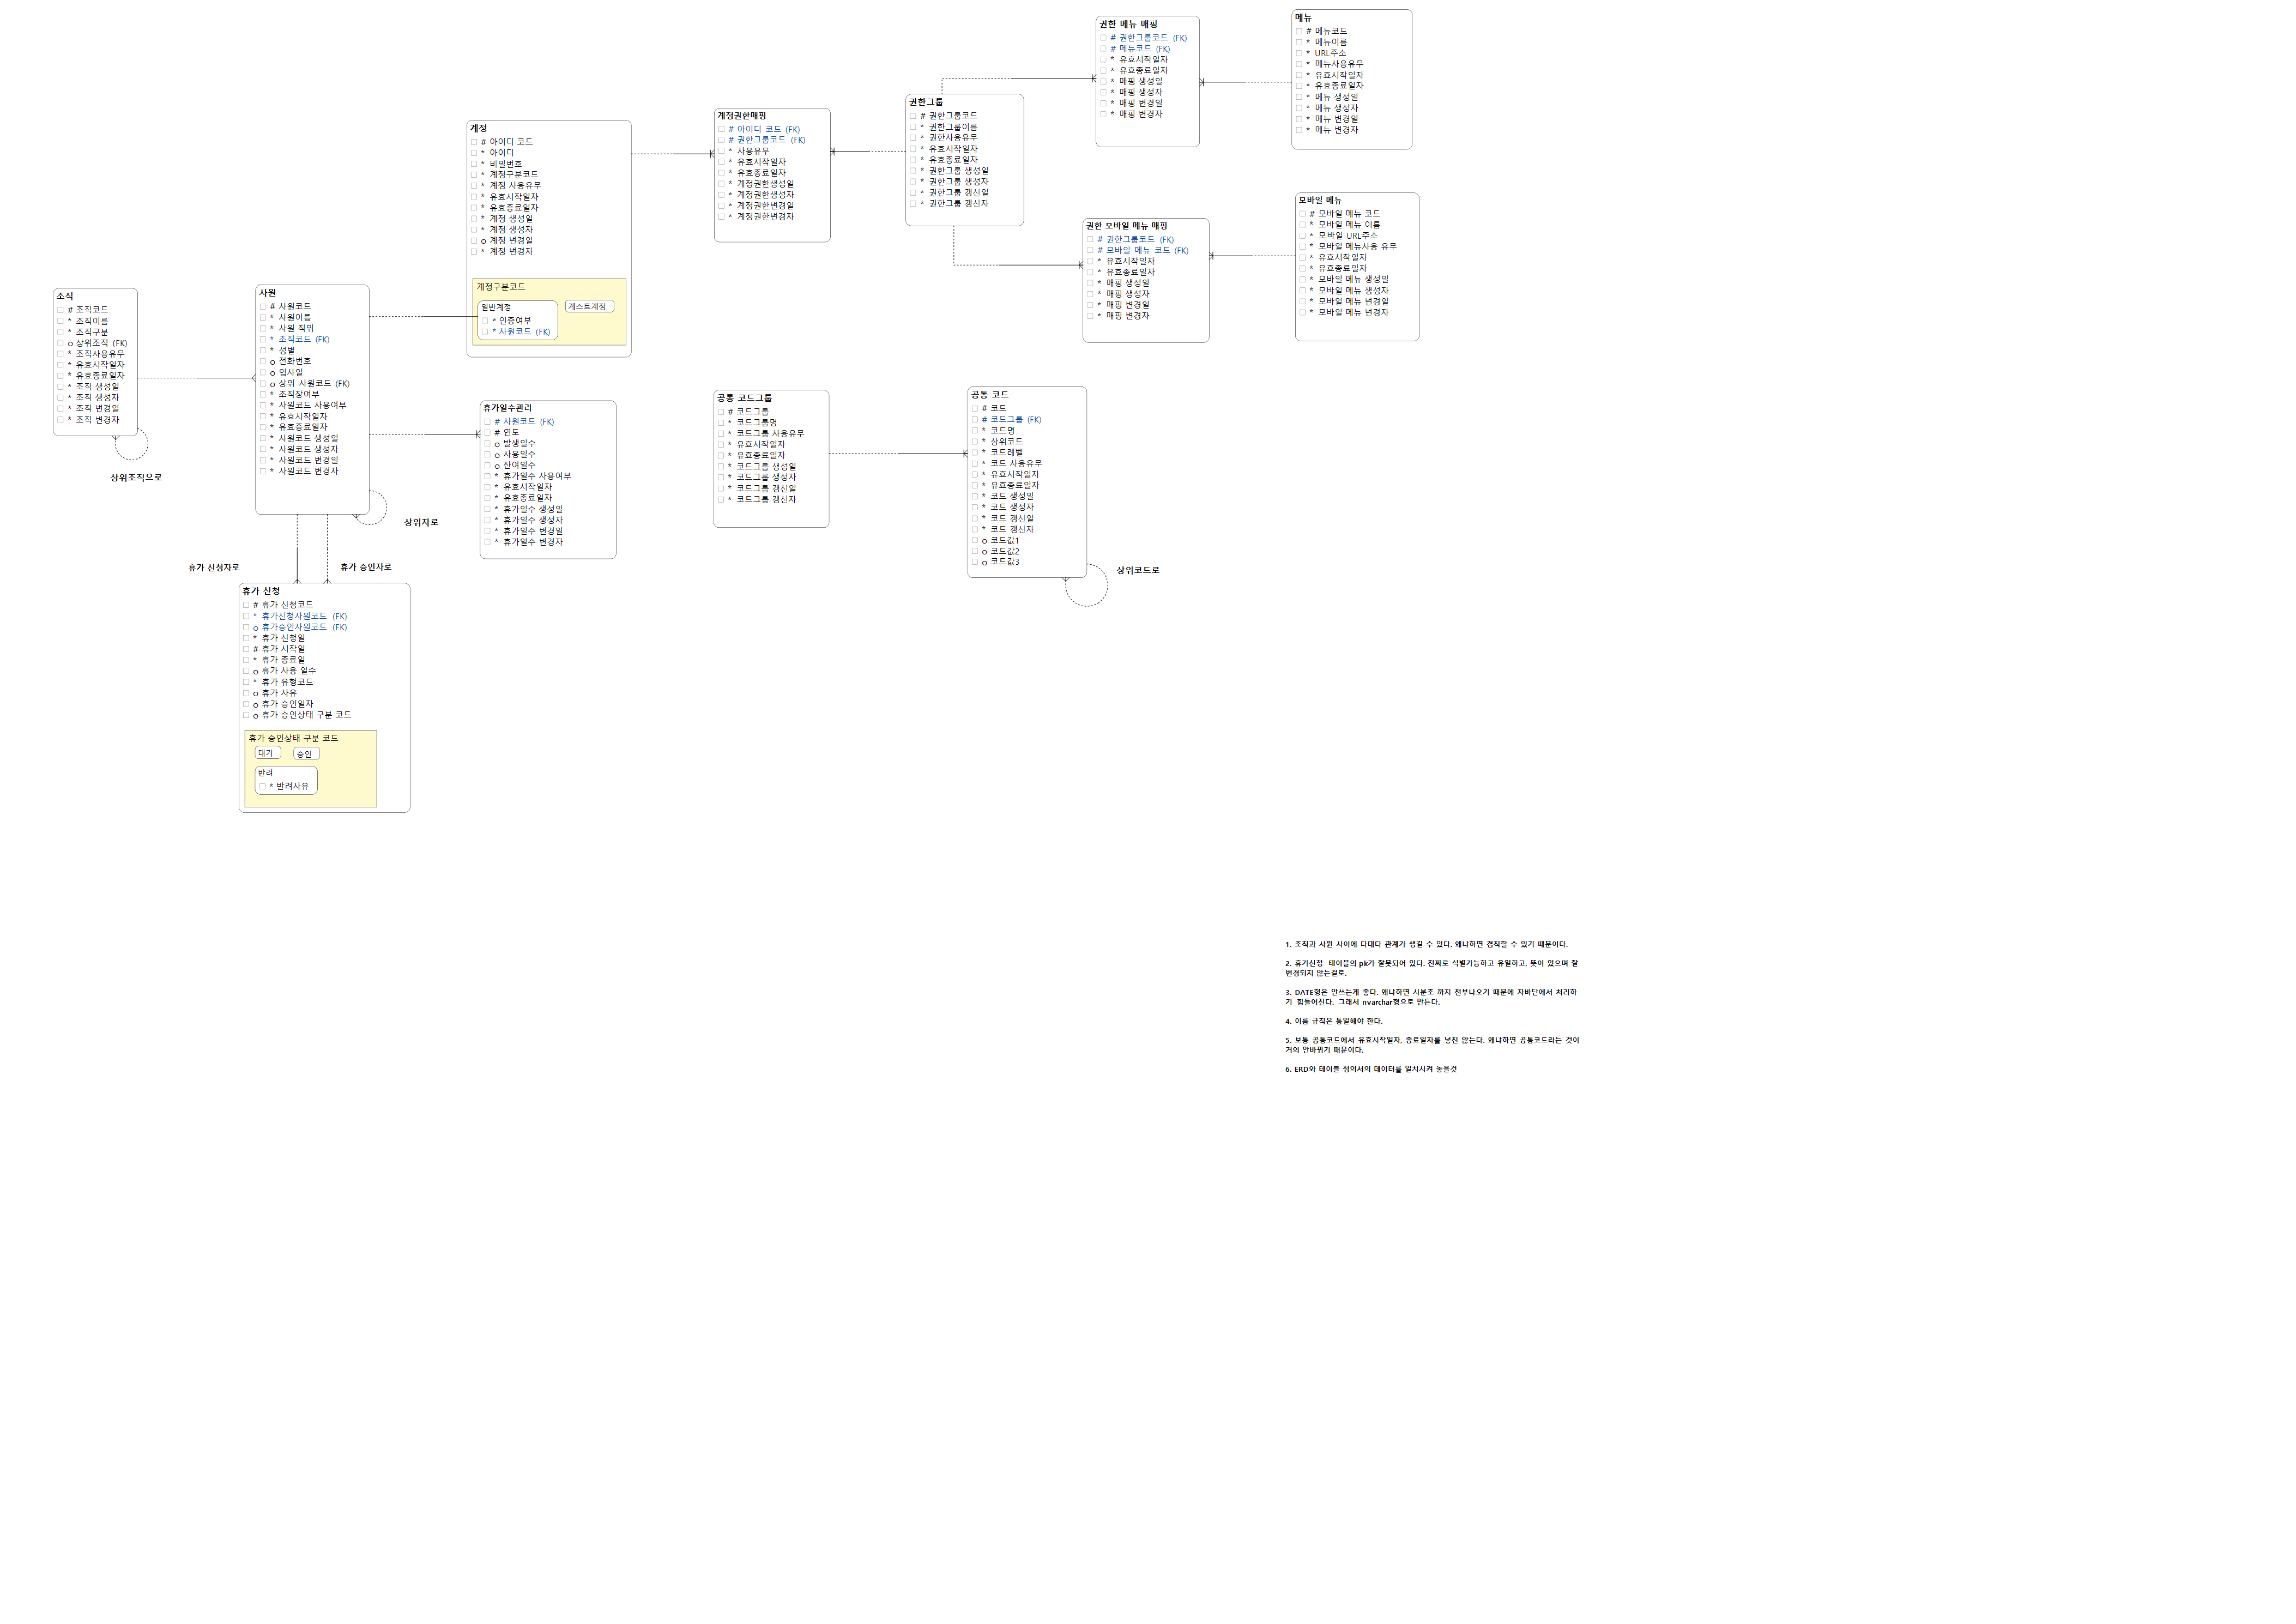 조직
# 조직코드
* 조직이름
* 조직구분
o 상위조직 (FK)
* 조직사용유무
* 유효시작일자
* 유효종료일자
* 조직 생성일
* 조직 생성자
* 조직 변경일
* 조직 변경자
상위조직으로
사원
# 사원코드
* 사원이름
* 사원 직위
* 조직코드 (FK)
* 성별
o 전화번호
o 입사일
o 상위 사원코드 (FK)
* 조직장여부
* 사원코드 사용여부
* 유효시작일자
* 유효종료일자
* 사원코드 생성일
* 사원코드 생성자
* 사원코드 변경일
* 사원코드 변경자
상위자로
휴가 신청자로
휴가 승인자로
휴가 신청
# 휴가 신청코드
* 휴가신청사원코드 (FK)
o 휴가승인사원코드 (FK)
* 휴가 신청일
# 휴가 시작일
* 휴가 종료일
o 휴가 사용 일수
* 휴가 유형코드
o 휴가 사유
o 휴가 승인일자
o 휴가 승인상태 구분 코드
휴가 승인상태 구분 코드
대기
승인
반려
* 반려사유
계정
# 아이디 코드
* 아이디
* 비밀번호
* 계정구분코드
* 계정 사용유무
* 유효시작일자
* 유효종료일자
* 계정 생성일
* 계정 생성자
o 계정 변경일
* 계정 변경자
계정구분코드
일반계정
* 인증여부
* 사원코드 (FK)
게스트계정
휴가일수관리
# 사원코드 (FK)
# 연도
o 발생일수
o 사용일수
o 잔여일수
* 휴가일수 사용여부
* 유효시작일자
* 유효종료일자
* 휴가일수 생성일
* 휴가일수 생성자
* 휴가일수 변경일
* 휴가일수 변경자
계정권한매핑
# 아이디 코드 (FK)
# 권한그룹코드 (FK)
* 사용유무
* 유효시작일자
* 유효종료일자
* 계정권한생성일
* 계정권한생성자
* 계정권한변경일
* 계정권한변경자
권한그룹
# 권한그룹코드
* 권한그룹이름
* 권한사용유무
* 유효시작일자
* 유효종료일자
* 권한그룹 생성일
* 권한그룹 생성자
* 권한그룹 갱신일
* 권한그룹 갱신자
권한 메뉴 매핑
# 권한그룹코드 (FK)
# 메뉴코드 (FK)
* 유효시작일자
* 유효종료일자
* 매핑 생성일
* 매핑 생성자
* 매핑 변경일
* 매핑 변경자
메뉴
# 메뉴코드
* 메뉴이름
* URL주소
* 메뉴사용유무
* 유효시작일자
* 유효종료일자
* 메뉴 생성일
* 메뉴 생성자
* 메뉴 변경일
* 메뉴 변경자
권한 모바일 메뉴 매핑
# 권한그룹코드 (FK)
# 모바일 메뉴 코드 (FK)
* 유효시작일자
* 유효종료일자
* 매핑 생성일
* 매핑 생성자
* 매핑 변경일
* 매핑 변경자
모바일 메뉴
# 모바일 메뉴 코드
* 모바일 메뉴 이름
* 모바일 URL주소
* 모바일 메뉴사용 유무
* 유효시작일자
* 유효종료일자
* 모바일 메뉴 생성일
* 모바일 메뉴 생성자
* 모바일 메뉴 변경일
* 모바일 메뉴 변경자
공통 코드그룹
# 코드그룹
* 코드그룹명
* 코드그룹 사용유무
* 유효시작일자
* 유효종료일자
* 코드그룹 생성일
* 코드그룹 생성자
* 코드그룹 갱신일
* 코드그룹 갱신자
공통 코드
# 코드
# 코드그룹 (FK)
* 코드명
* 상위코드
* 코드레벨
* 코드 사용유무
* 유효시작일자
* 유효종료일자
* 코드 생성일
* 코드 생성자
* 코드 갱신일
* 코드 갱신자
o 코드값1
o 코드값2
o 코드값3
상위코드로
1. 조직과 사원 사이에 다대다 관계가 생길 수 있다. 왜냐하면 겸직할 수 있기 때문이다.
2. 휴가신청 테이블의 pk가 잘못되어 있다. 진짜로 식별가능하고 유일하고, 뜻이 있으며 잘
변경되지 않는걸로.
3. DATE형은 안쓰는게 좋다. 왜냐하면 시분초 까지 전부나오기 때문에 자바단에서 처리하
기 힘들어진다. 그래서 nvarchar형으로 만든다.
4. 이름 규칙은 통일해야 한다.
5. 보통 공통코드에서 유효시작일자, 종료일자를 넣진 않는다. 왜냐하면 공통코드라는 것이
거의 안바뀌기 때문이다.
6. ERD와 테이블 정의서의 데이터를 일치시켜 놓을것